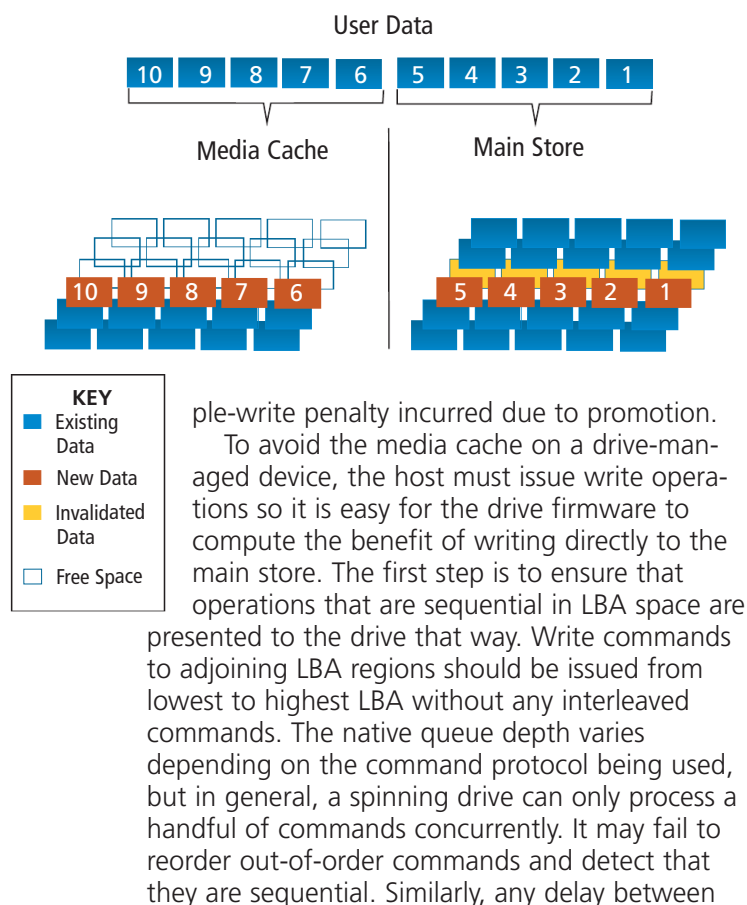 User Data
10 9 8 7 6 5 4 3 2 1
Media Cache Main Store
10 9 8 7 6 5 4 3 2 1
KEY
Existing
Data
New Data
Invalidated
Data
Free Space
ple-write penalty incurred due to promotion.
To avoid the media cache on a drive-man-
aged device, the host must issue write opera-
tions so it is easy for the drive firmware to
compute the benefit of writing directly to the
main store. The first step is to ensure that
operations that are sequential in LBA space are
presented to the drive that way. Write commands
to adjoining LBA regions should be issued from
lowest to highest LBA without any interleaved
commands. The native queue depth varies
depending on the command protocol being used,
but in general, a spinning drive can only process a
handful of commands concurrently. It may fail to
reorder out-of-order commands and detect that
they are sequential. Similarly, any delay between